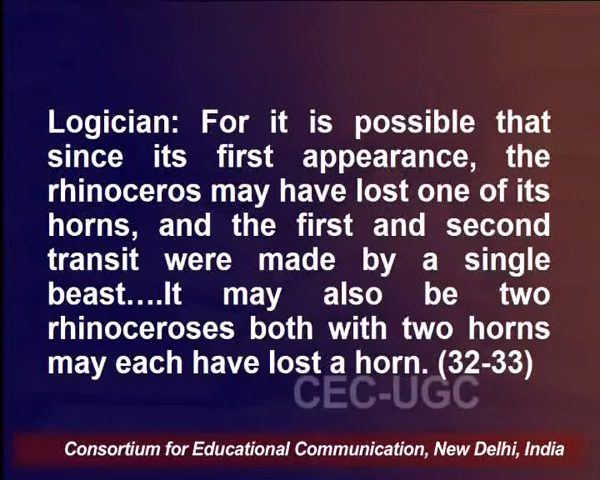 Logician: For it is possible that
since its first appearance, the
rhinoceros may have lost one of its
horns, and the first and second
transit were made by a single
beast....It may also be two
rhinoceroses both with two horns
may each have lost a horn. (32-33)
CEC-UGC
Consortium for Educational Communication, New Delhi, India